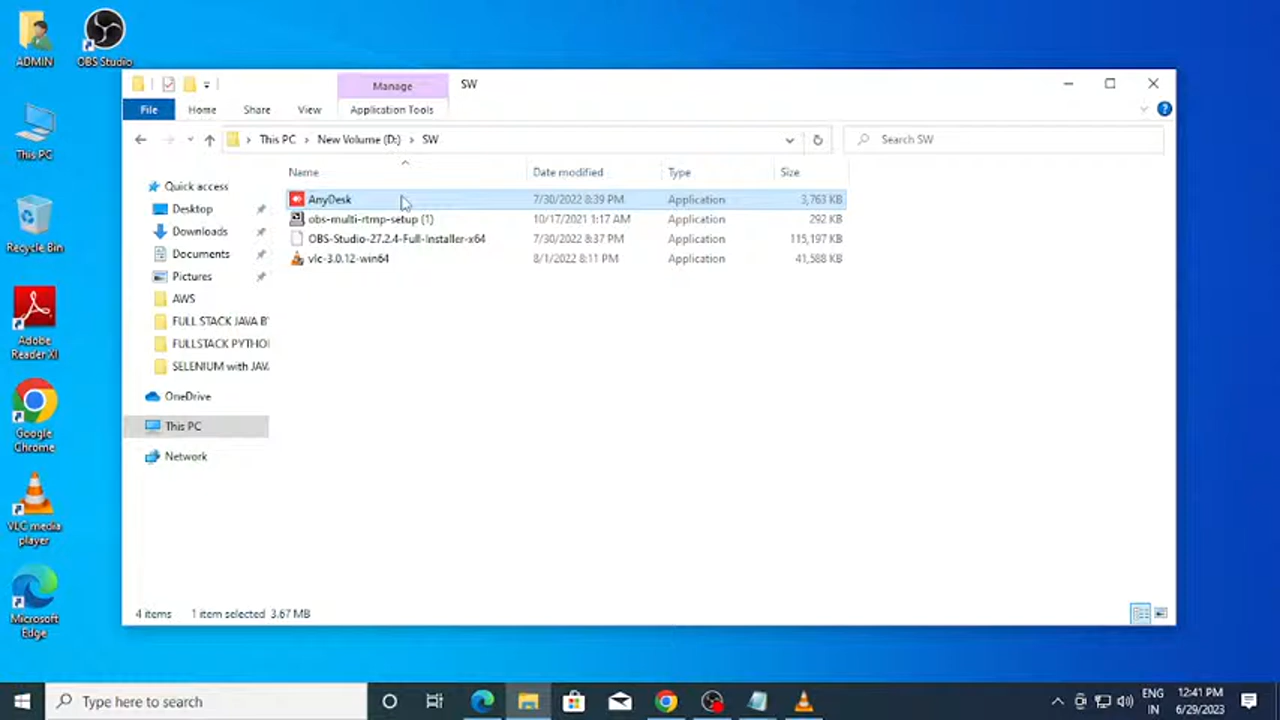 ADMIN
OBS Studio
This PC
Recycle Bin
Adobe
Reader XI
Google
Chrome
VLC media
player
Microsoft
Edge
Manage
SW
File
Home
Share
View
Application Tools
This PC > New Volume (D:) > SW
Search SW
Name
Date modified
Type
Size
AnyDesk 7/30/2022 8:39 PM Application 3,763 KB
obs-multi-rtmp-setup (1) 10/17/2021 1:17 AM Application 292 KB
OBS-Studio-27.2.4-Full-Installer-x64 7/30/2022 8:37 PM Application 115,197 KB
vlc-3.0.12-win64 8/1/2022 8:11 PM Application 41,588 KB
Quick access
Desktop
Downloads
Documents
Pictures
AWS
FULL STACK JAVA B
FULLSTACK PYTHO
SELENIUM with JAV
OneDrive
This PC
Network
4 items 1 item selected 3.67 MB
Type here to search
ENG
IN
12:41 PM
6/29/2023